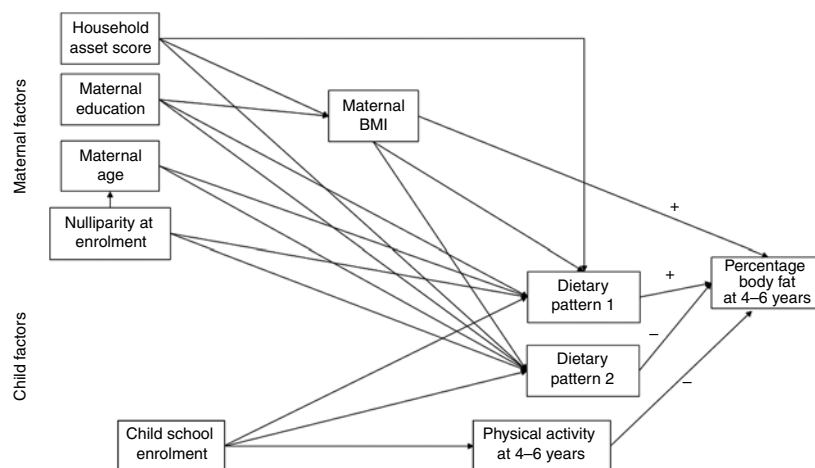 Household
asset score
Maternal
education
Maternal
BMI
Maternal
age
Nulliparity at
enrolment
Maternal factors
+
Dietary
pattern 1
+
Percentage
body fat
at 4–6 years
–
Dietary
pattern 2
–
Child factors
Child school
enrolment
Physical activity
at 4–6 years